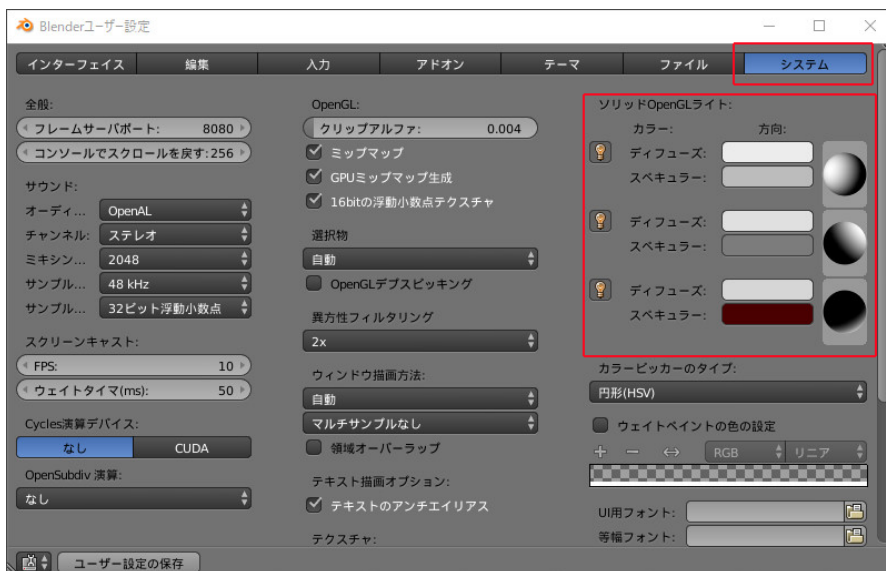 Blenderユーザー設定
インターフェイス 編集 入力 アドオン テーマ ファイル システム
全般:
フレームサーバポート: 8080
コンソールでスクロールを戻す:256
サウンド:
オーディ... OpenAL
チャンネル: ステレオ
ミキシン... 2048
サンプル... 48 kHz
サンプル... 32ビット浮動小数点
スクリーンキャスト:
FPS: 10
ウェイトタイマ(ms): 50
Cycles演算デバイス:
なし CUDA
OpenSubdiv 演算:
なし
OpenGL:
クリップアルファ: 0.004
ミップマップ
GPUミップマップ生成
16bitの浮動小数点テクスチャ
選択物
自動
OpenGLデプスピッキング
異方性フィルタリング
2x
ウィンドウ描画方法:
自動
マルチサンプルなし
領域オーバーラップ
テキスト描画オプション:
テキストのアンチエイリアス
テクスチャ:
ソリッドOpenGLライト:
カラー: 方向:
ディフューズ:
スペキュラー:
ディフューズ:
スペキュラー:
ディフューズ:
スペキュラー:
カラーピッカーのタイプ:
円形(HSV)
ウェイトペイントの色の設定
RGB リニア
UI用フォント:
等幅フォント:
ユーザー設定の保存